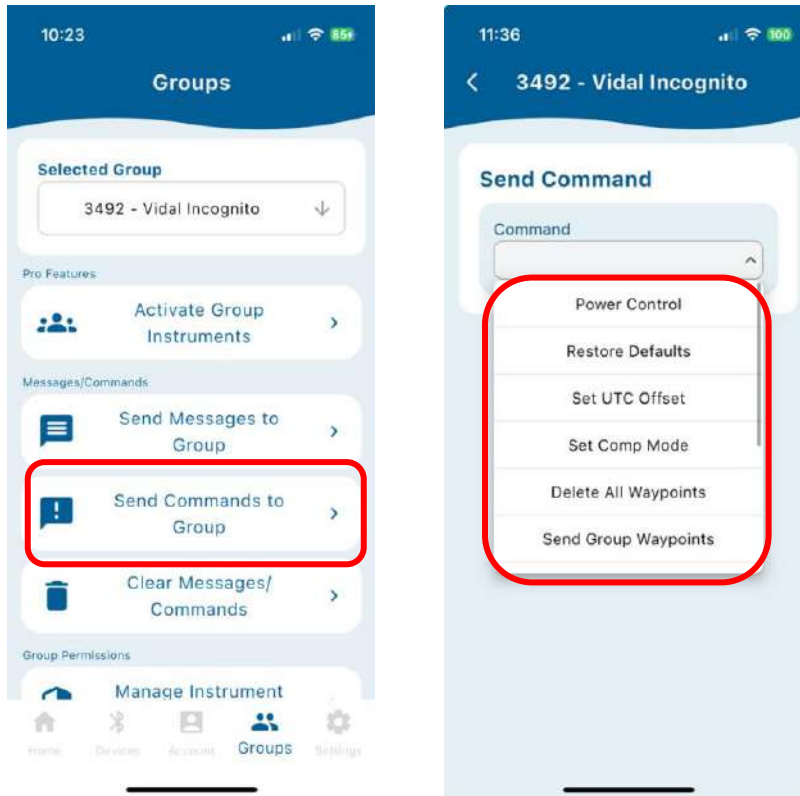 10:23
85+
Groups
Selected Group
3492 - Vidal Incognito
Pro Features
Activate Group
Instruments
Messages/Commands
Send Messages to
Group
Send Commands to
Group
Clear Messages/
Commands
Group Permissions
Manage Instrument
Home
Devices
Account
Groups
Settings
11:36
100
3492 - Vidal Incognito
Send Command
Command
Power Control
Restore Defaults
Set UTC Offset
Set Comp Mode
Delete All Waypoints
Send Group Waypoints